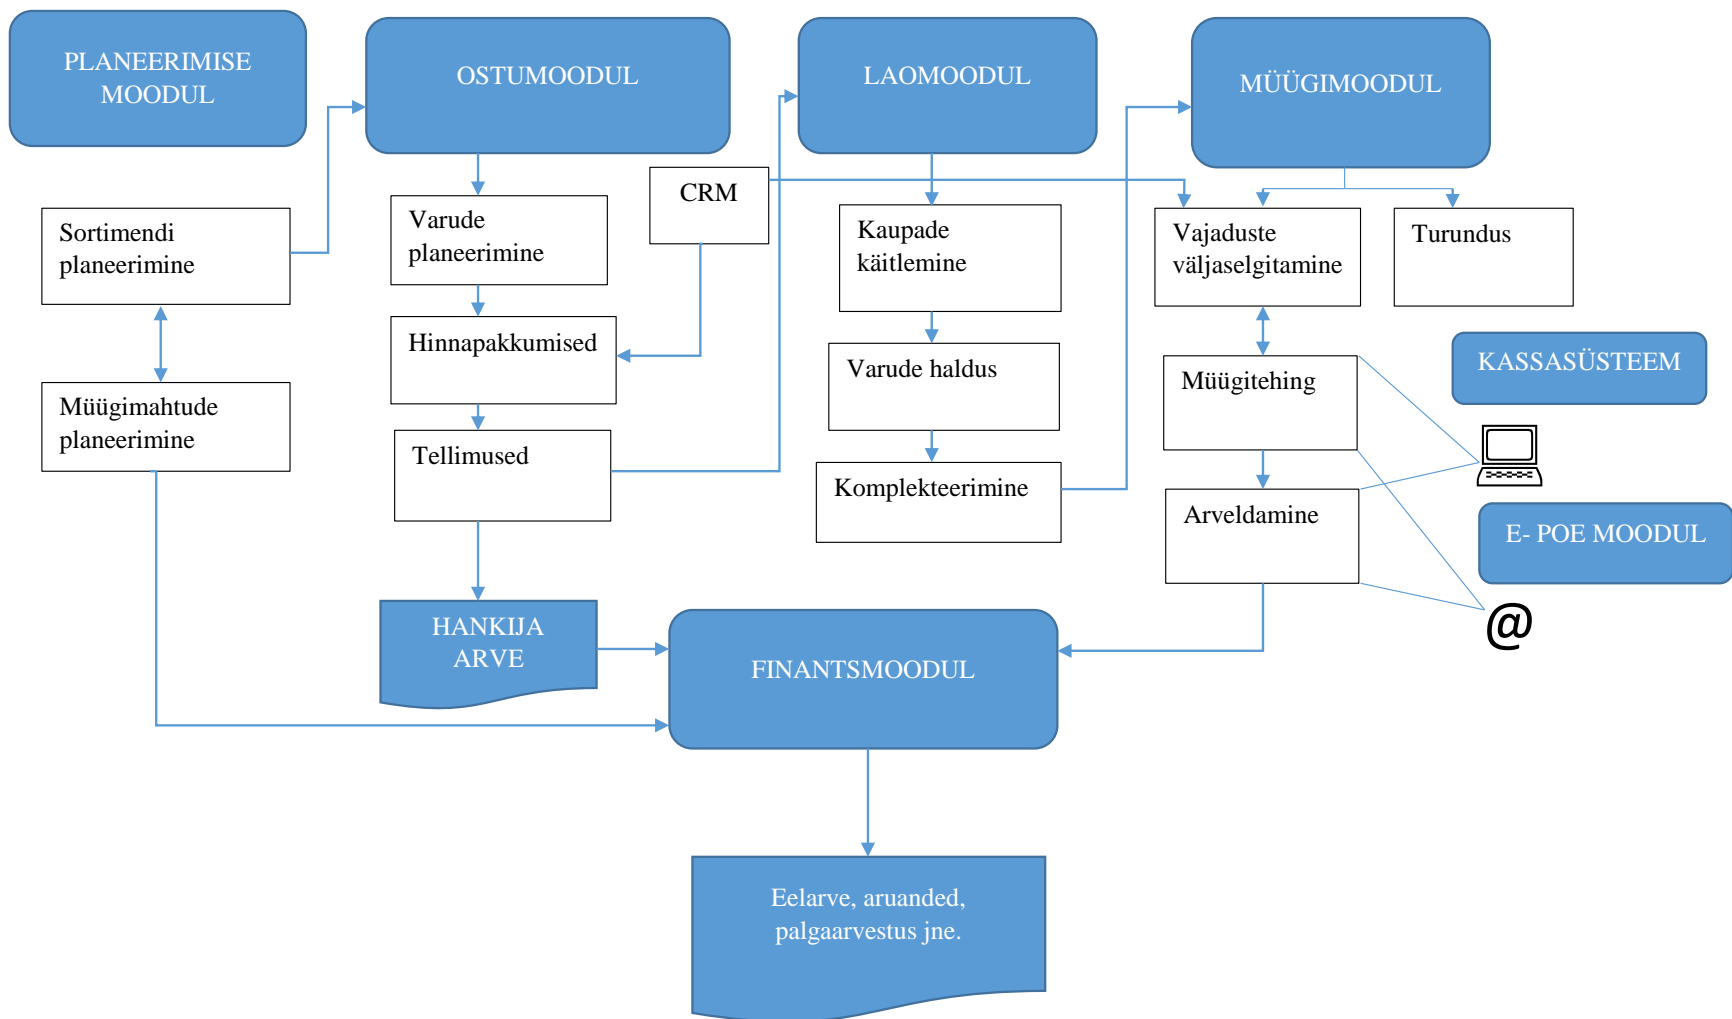 PLANEERIMISE
MOODUL
OSTUMOODUL
LAOMOODUL
MÜÜGIMOODUL
Sortimendi
planeerimine
Müügimahtude
planeerimine
Varude
planeerimine
Hinnapakkumised
Tellimused
HANKIJA
ARVE
CRM
Kaupade
käitlemine
Varude haldus
Komplekteerimine
Vajaduste
väljaselgitamine
Turundus
Müügitehing
Arveldamine
KASSASÜSTEEM
E- POE MOODUL
@
FINANTSMOODUL
Eelarve, aruanded,
palgaarvestus jne.